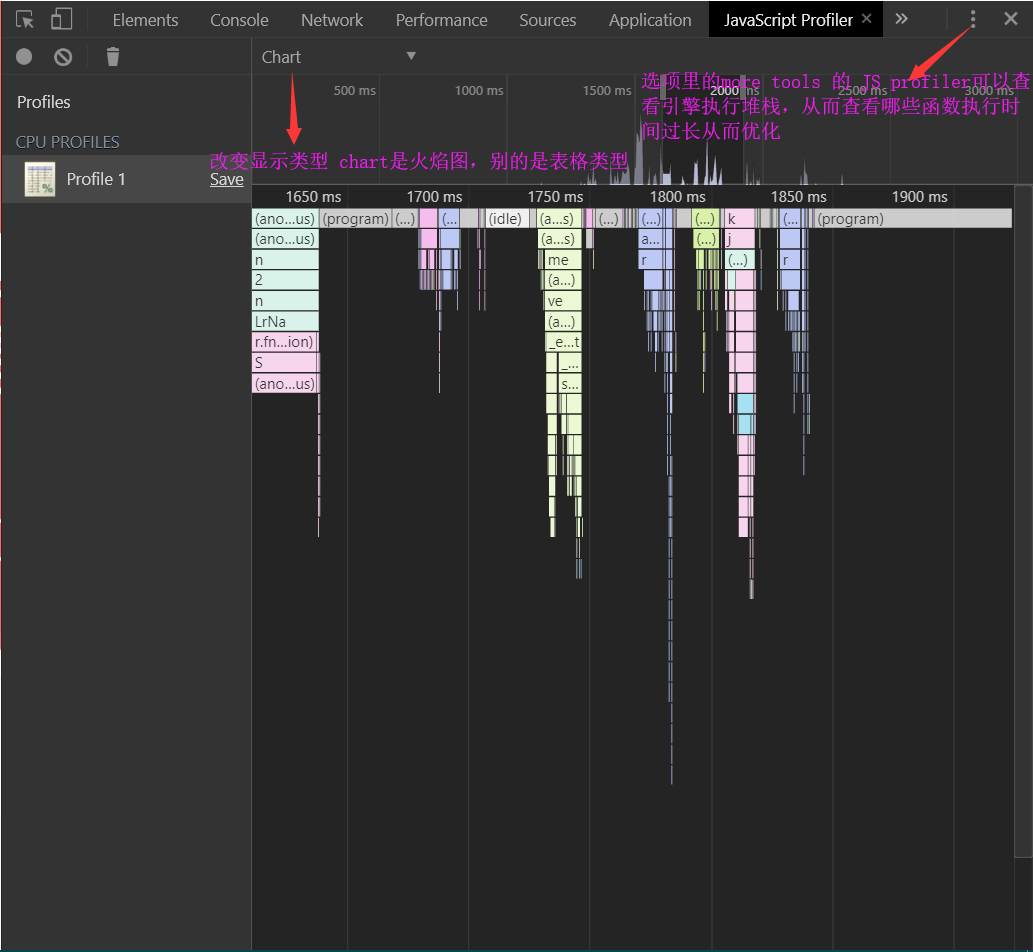 Elements Console Network Performance Sources Application JavaScript Profiler × »
Chart ▼
Profiles
CPU PROFILES
Profile 1
Save
500 ms 1000 ms 1500 ms 2000 ms 3000 ms
选项里的more tools 的 JS profiler可以查
看引擎执行堆栈，从而查看哪些函数执行时
间过长从而优化
改变显示类型 chart是火焰图，别的是表格类型
1650 ms 1700 ms 1750 ms 1800 ms 1850 ms 1900 ms
(ano...us) (program) (...) (... (idle) (a...s) (...) (...) (...) k (... (program)
(ano...us) (a...s) a... (...) j
n me r (...) r
2 (a...)
n ve
LrNa (a...)
r.fn...ion) _e...t
S _...
(ano...us) s...